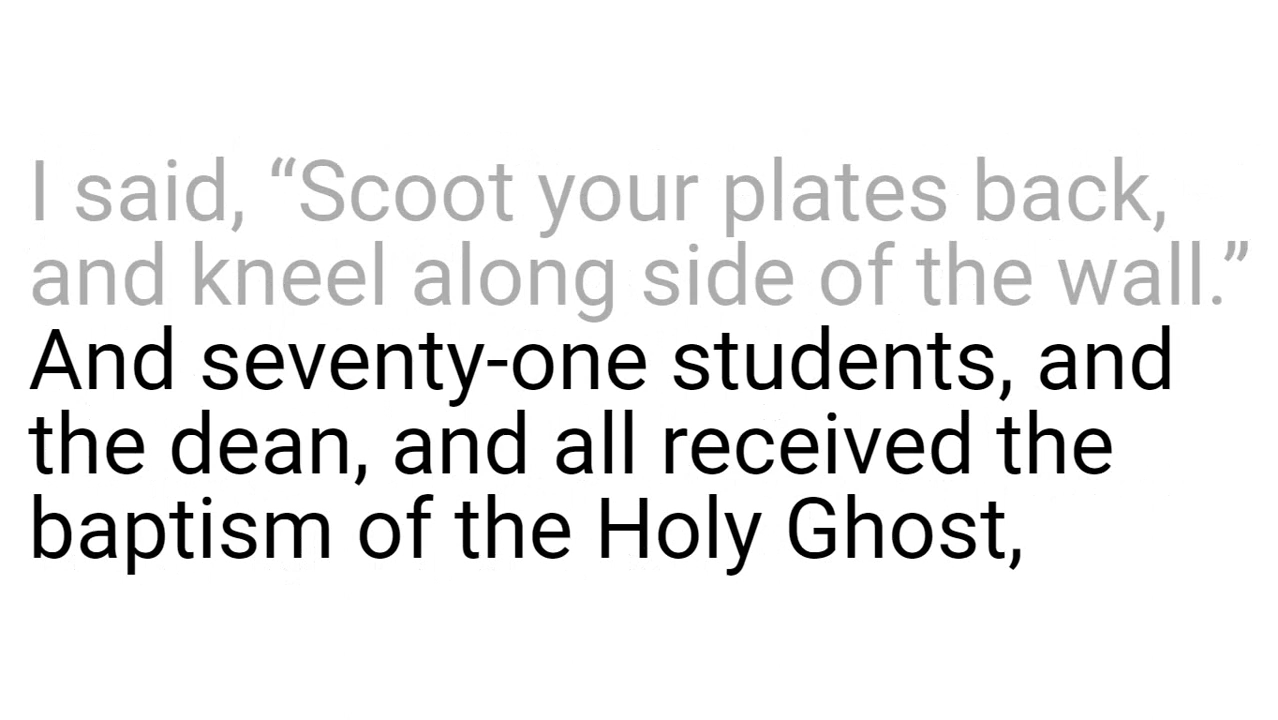 I said, “Scoot your plates back,
and kneel along side of the wall.”
And seventy-one students, and
the dean, and all received the
baptism of the Holy Ghost,